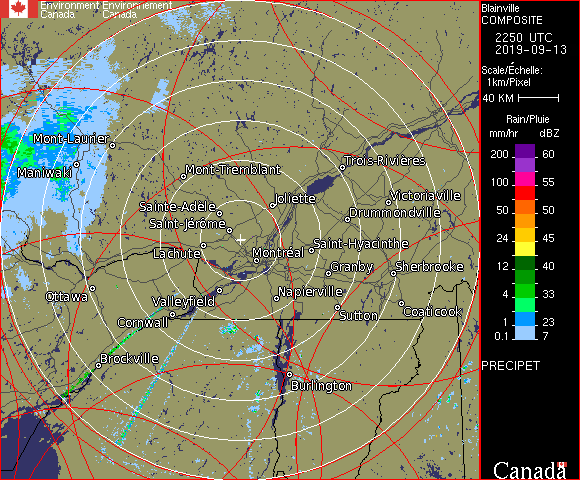 Environment Environnement
Canada Canada
Blainville
COMPOSITE
2250 UTC
2019-09-13
Scale/Échelle:
1km/Pixel
40 KM
Rain/Pluie
mm/hr dBZ
200 60
100 55
50 50
24 45
12 40
4 33
1 23
0.1 7
PRECIPET
Canada
Mont-Laurier
Maniwaki
Mont-Tremblant
Trois-Rivières
Joliette
Victoriaville
Sainte-Adèle
Drummondville
Saint-Jérôme
Saint-Hyacinthe
Lachute
Montréal
Granby
Sherbrooke
Ottawa
Valleyfield
Napierville
Cornwall
Sutton
Coaticook
Brockville
Burlington